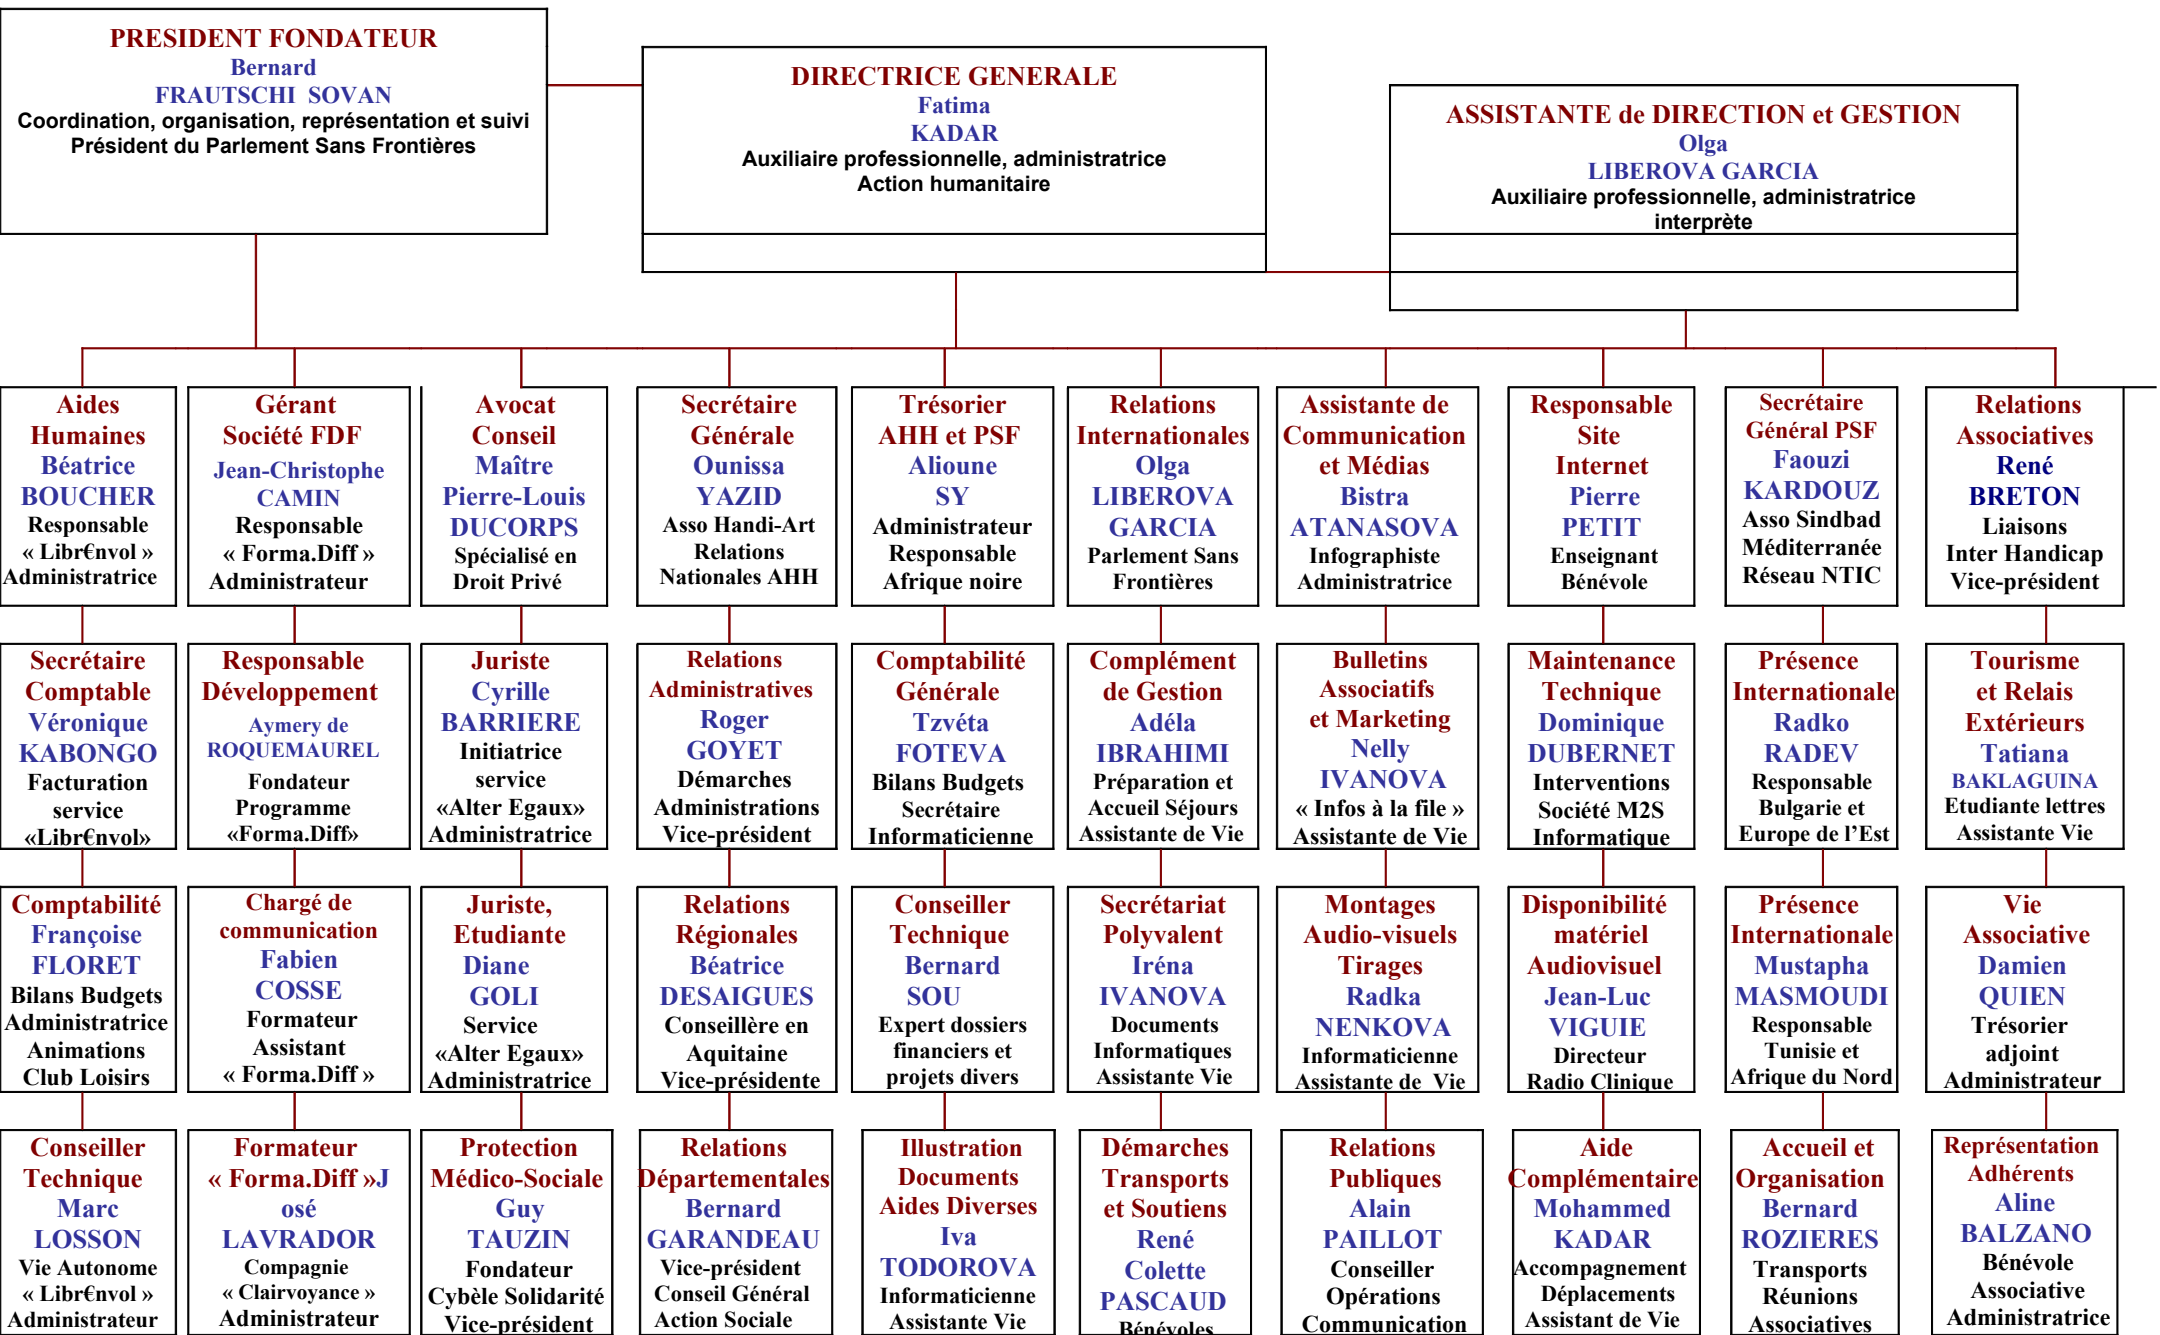 PRESIDENT FONDATEUR
Bernard
FRAUTSCHI SOVAN
Coordination, organisation, représentation et suivi
Président du Parlement Sans Frontières
DIRECTRICE GENERALE
Fatima
KADAR
Auxiliaire professionnelle, administratrice
Action humanitaire
ASSISTANTE de DIRECTION et GESTION
Olga
LIBEROVA GARCIA
Auxiliaire professionnelle, administratrice
interprète
Aides
Humaines
Béatrice
BOUCHER
Responsable
« Libr€nvol »
Administratrice
Gérant
Société FDF
Jean-Christophe
CAMIN
Responsable
« Forma.Diff »
Administrateur
Avocat
Conseil
Maître
Pierre-Louis
DUCORPS
Spécialisé en
Droit Privé
Secrétaire
Générale
Ounissa
YAZID
Asso Handi-Art
Relations
Nationales AHH
Trésorier
AHH et PSF
Alioune
SY
Administrateur
Responsable
Afrique noire
Relations
Internationales
Olga
LIBEROVA
GARCIA
Parlement Sans
Frontières
Assistante de
Communication
et Médias
Bistra
ATANASOVA
Infographiste
Administratrice
Responsable
Site
Internet
Pierre
PETIT
Enseignant
Bénévole
Secrétaire
Général PSF
Faouzi
KARDOUZ
Asso Sindbad
Méditerranée
Réseau NTIC
Relations
Associatives
René
BRETON
Liaisons
Inter Handicap
Vice-président
Secrétaire
Comptable
Véronique
KABONGO
Facturation
service
«Libr€nvol»
Responsable
Développement
Aymery de
ROQUEMAUREL
Fondateur
Programme
«Forma.Diff»
Juriste
Cyrille
BARRIERE
Initiatrice
service
«Alter Egaux»
Administratrice
Relations
Administratives
Roger
GOYET
Démarches
Administrations
Vice-président
Comptabilité
Générale
Tzvéta
FOTEVA
Bilans Budgets
Secrétaire
Informaticienne
Complément
de Gestion
Adéla
IBRAHIMI
Préparation et
Accueil Séjours
Assistante de Vie
Bulletins
Associatifs
et Marketing
Nelly
IVANOVA
« Infos à la file »
Assistante de Vie
Maintenance
Technique
Dominique
DUBERNET
Interventions
Société M2S
Informatique
Présence
Internationale
Radko
RADEV
Responsable
Bulgarie et
Europe de l’Est
Tourisme
et Relais
Extérieurs
Tatiana
BAKLAGUINA
Etudiante lettres
Assistante Vie
Comptabilité
Françoise
FLORET
Bilans Budgets
Administratrice
Animations
Club Loisirs
Chargé de
communication
Fabien
COSSE
Formateur
Assistant
« Forma.Diff »
Juriste,
Etudiante
Diane
GOLI
Service
«Alter Egaux»
Administratrice
Relations
Régionales
Béatrice
DESAIGUES
Conseillère en
Aquitaine
Vice-présidente
Conseiller
Technique
Bernard
SOU
Expert dossiers
financiers et
projets divers
Secrétariat
Polyvalent
Iréna
IVANOVA
Documents
Informatiques
Assistante Vie
Montages
Audio-visuels
Tirages
Radka
NENKOVA
Informaticienne
Assistante de Vie
Disponibilité
matériel
Audiovisuel
Jean-Luc
VIGUIE
Directeur
Radio Clinique
Présence
Internationale
Mustapha
MASMOUDI
Responsable
Tunisie et
Afrique du Nord
Vie
Associative
Damien
QUIEN
Trésorier
adjoint
Administrateur
Conseiller
Technique
Marc
LOSSON
Vie Autonome
« Libr€nvol »
Administrateur
Formateur
« Forma.Diff »J
osé
LAVRADOR
Compagnie
« Clairvoyance »
Administrateur
Protection
Médico-Sociale
Guy
TAUZIN
Fondateur
Cybèle Solidarité
Vice-président
Relations
Départementales
Bernard
GARANDEAU
Vice-président
Conseil Général
Action Sociale
Illustration
Documents
Aides Diverses
Iva
TODOROVA
Informaticienne
Assistante Vie
Démarches
Transports
et Soutiens
René
Colette
PASCAUD
Bénévoles
Relations
Publiques
Alain
PAILLOT
Conseiller
Opérations
Communication
Aide
Complémentaire
Mohammed
KADAR
Accompagnement
Déplacements
Assistant de Vie
Accueil et
Organisation
Bernard
ROZIERES
Transports
Réunions
Associatives
Représentation
Adhérents
Aline
BALZANO
Bénévole
Associative
Administratrice